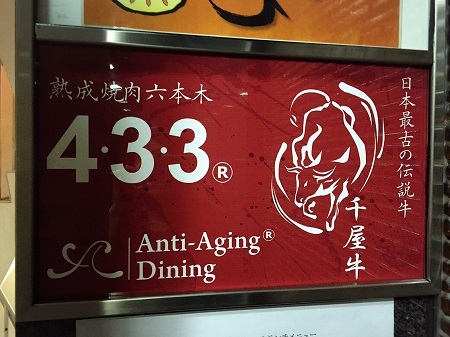 熟成焼肉六本木
4・3・3®
Anti-Aging®
Dining
日本最古の伝説牛
千屋牛